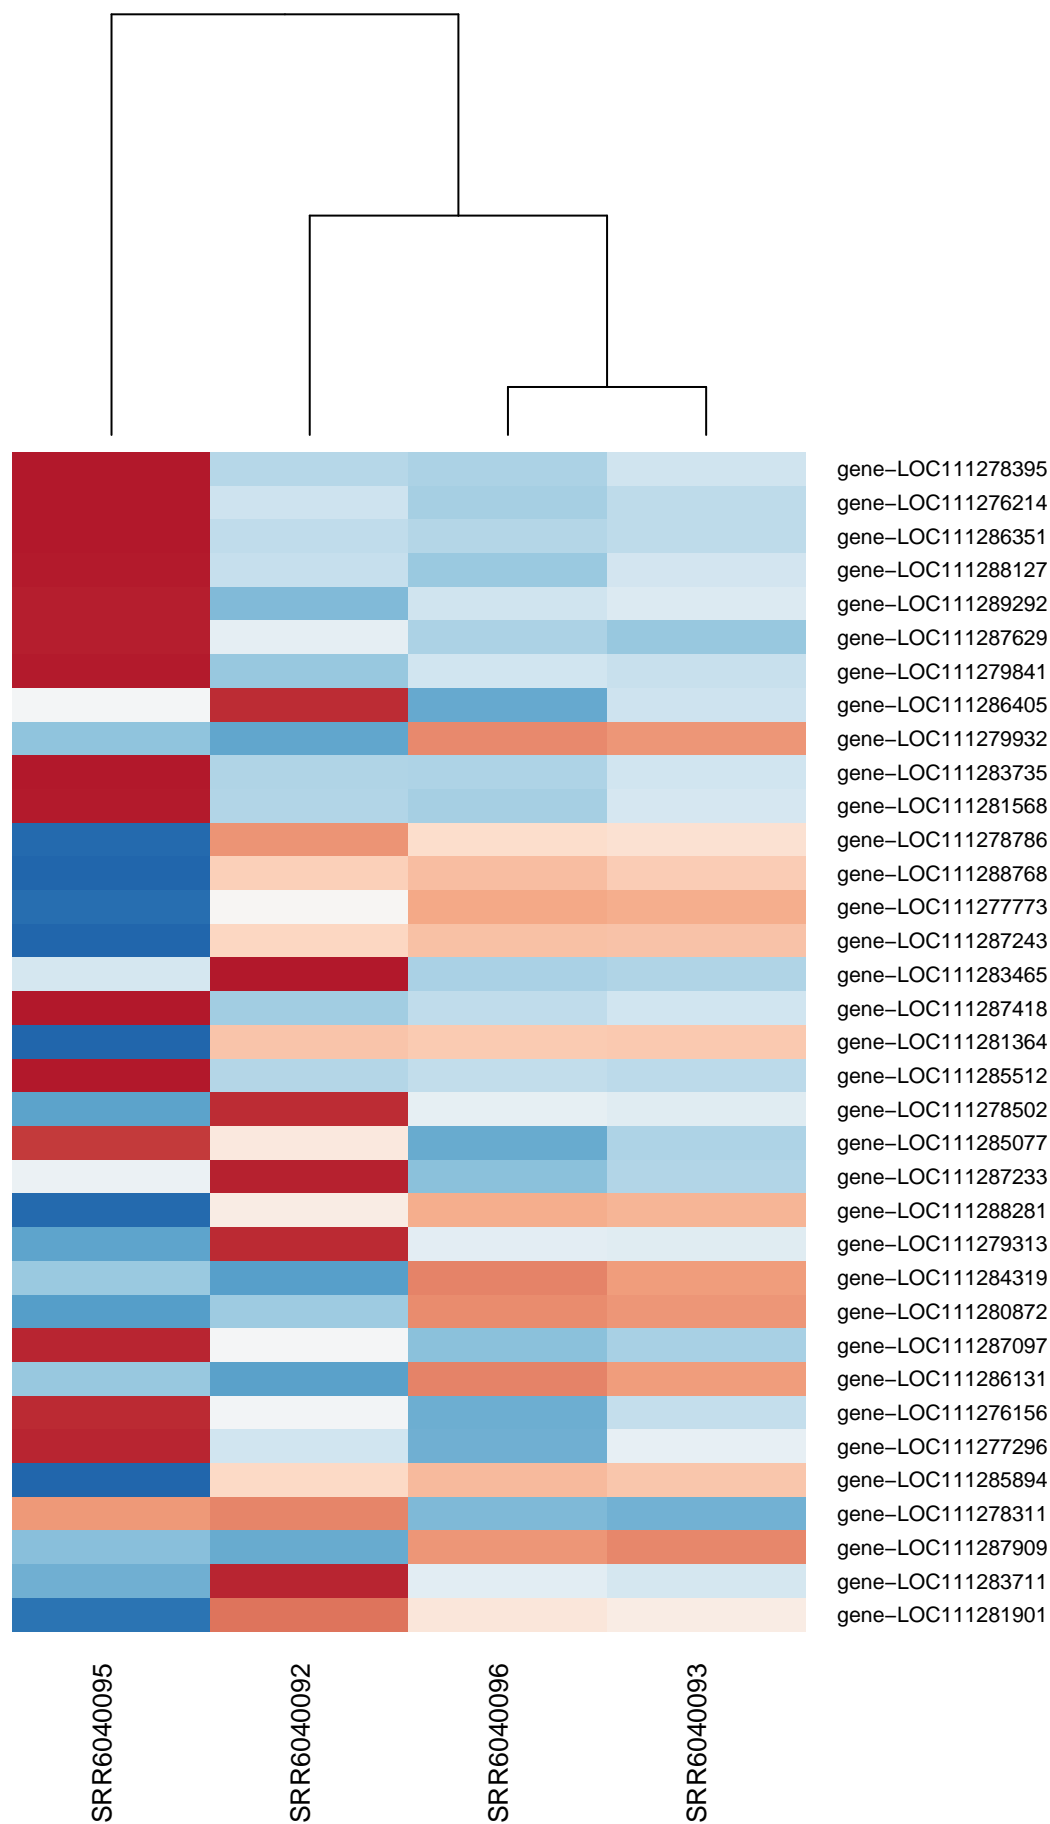 gene−LOC111278395
gene−LOC111276214
gene−LOC111286351
gene−LOC111288127
gene−LOC111289292
gene−LOC111287629
gene−LOC111279841
gene−LOC111286405
gene−LOC111279932
gene−LOC111283735
gene−LOC111281568
gene−LOC111278786
gene−LOC111288768
gene−LOC111277773
gene−LOC111287243
gene−LOC111283465
gene−LOC111287418
gene−LOC111281364
gene−LOC111285512
gene−LOC111278502
gene−LOC111285077
gene−LOC111287233
gene−LOC111288281
gene−LOC111279313
gene−LOC111284319
gene−LOC111280872
gene−LOC111287097
gene−LOC111286131
gene−LOC111276156
gene−LOC111277296
gene−LOC111285894
gene−LOC111278311
gene−LOC111287909
gene−LOC111283711
gene−LOC111281901
SRR6040095
SRR6040092
SRR6040096
SRR6040093